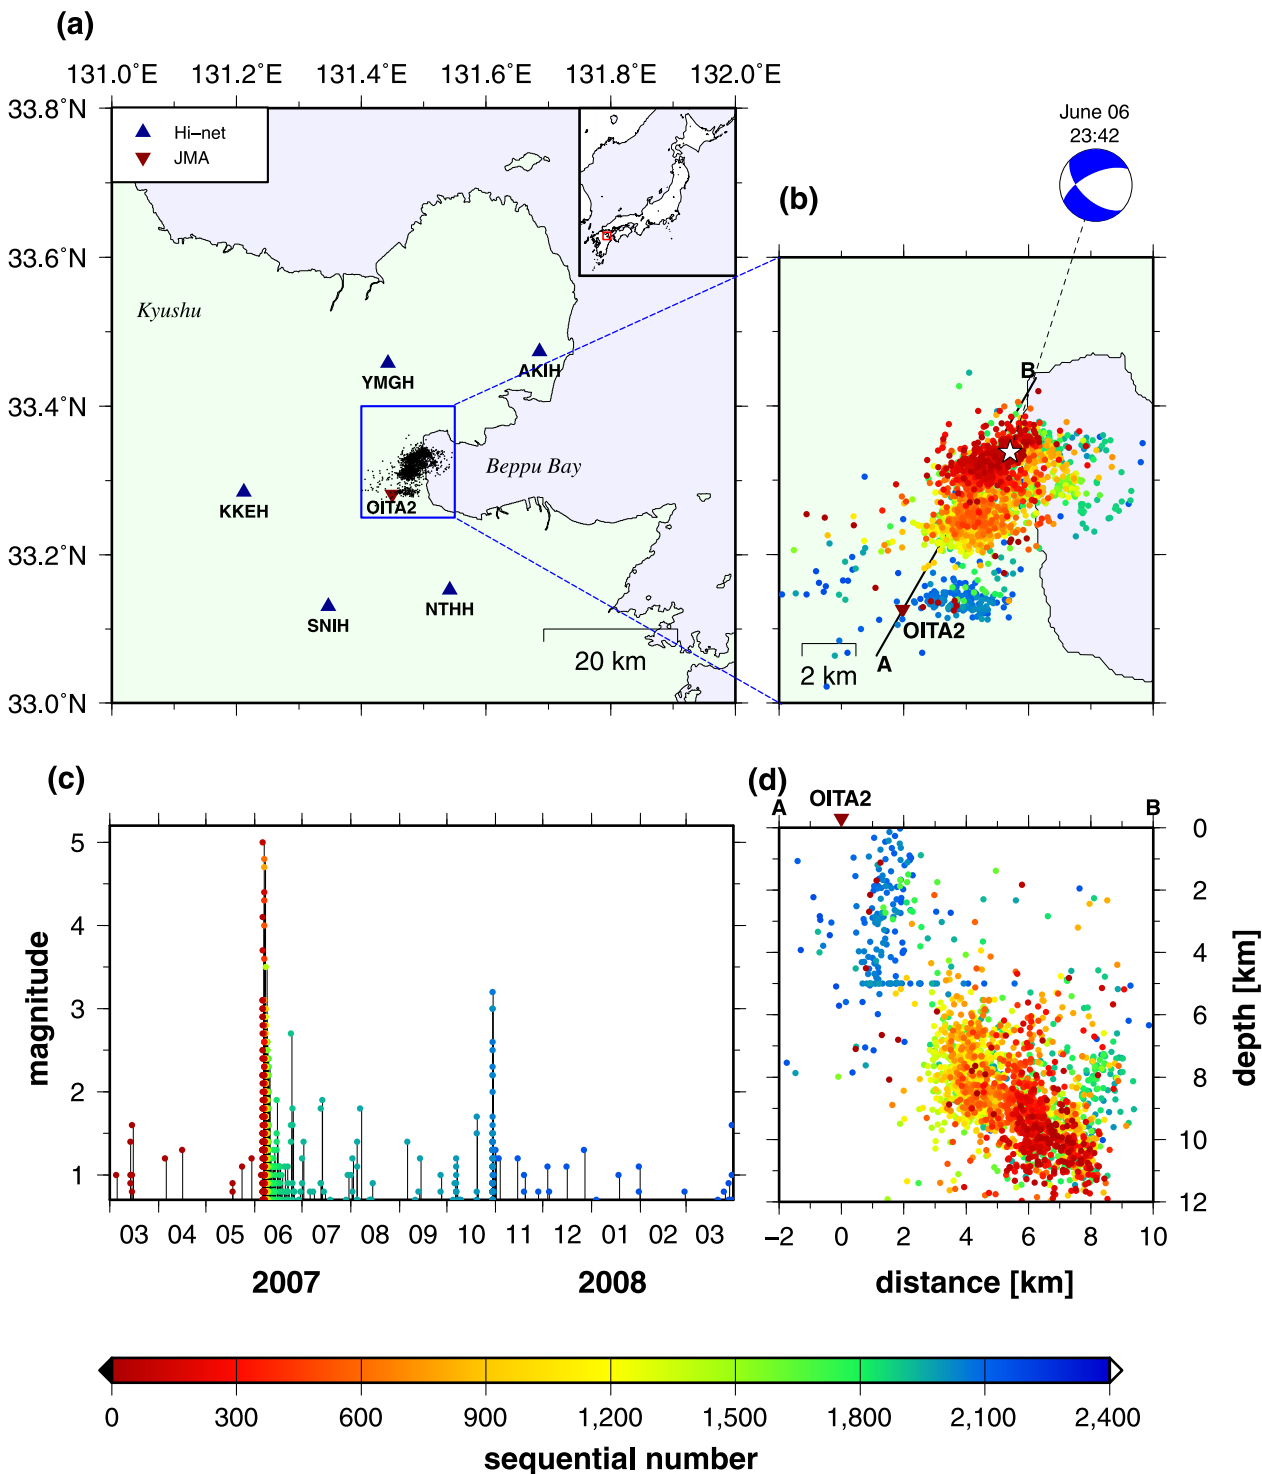 (a)
131.0°E 131.2°E 131.4°E 131.6°E 131.8°E 132.0°E
33.8°N
33.6°N
33.4°N
33.2°N
33.0°N
Hi–net
JMA
Kyushu
YMGH
AKIH
Beppu Bay
KKEH
OITA2
SNIH
NTHH
20 km
June 06
23:42
(b)
B
OITA2
A
2 km
–2 0 2 4 6 8 10
(c)
5
4
3
2
1
magnitude
03 04 05 06 07 08 09 10 11 12 01 02 03
2007 2008
(d)
A OITA2 B
0
2
4
6
8
10
12
depth [km]
distance [km]
0 300 600 900 1,200 1,500 1,800 2,100 2,400
sequential number